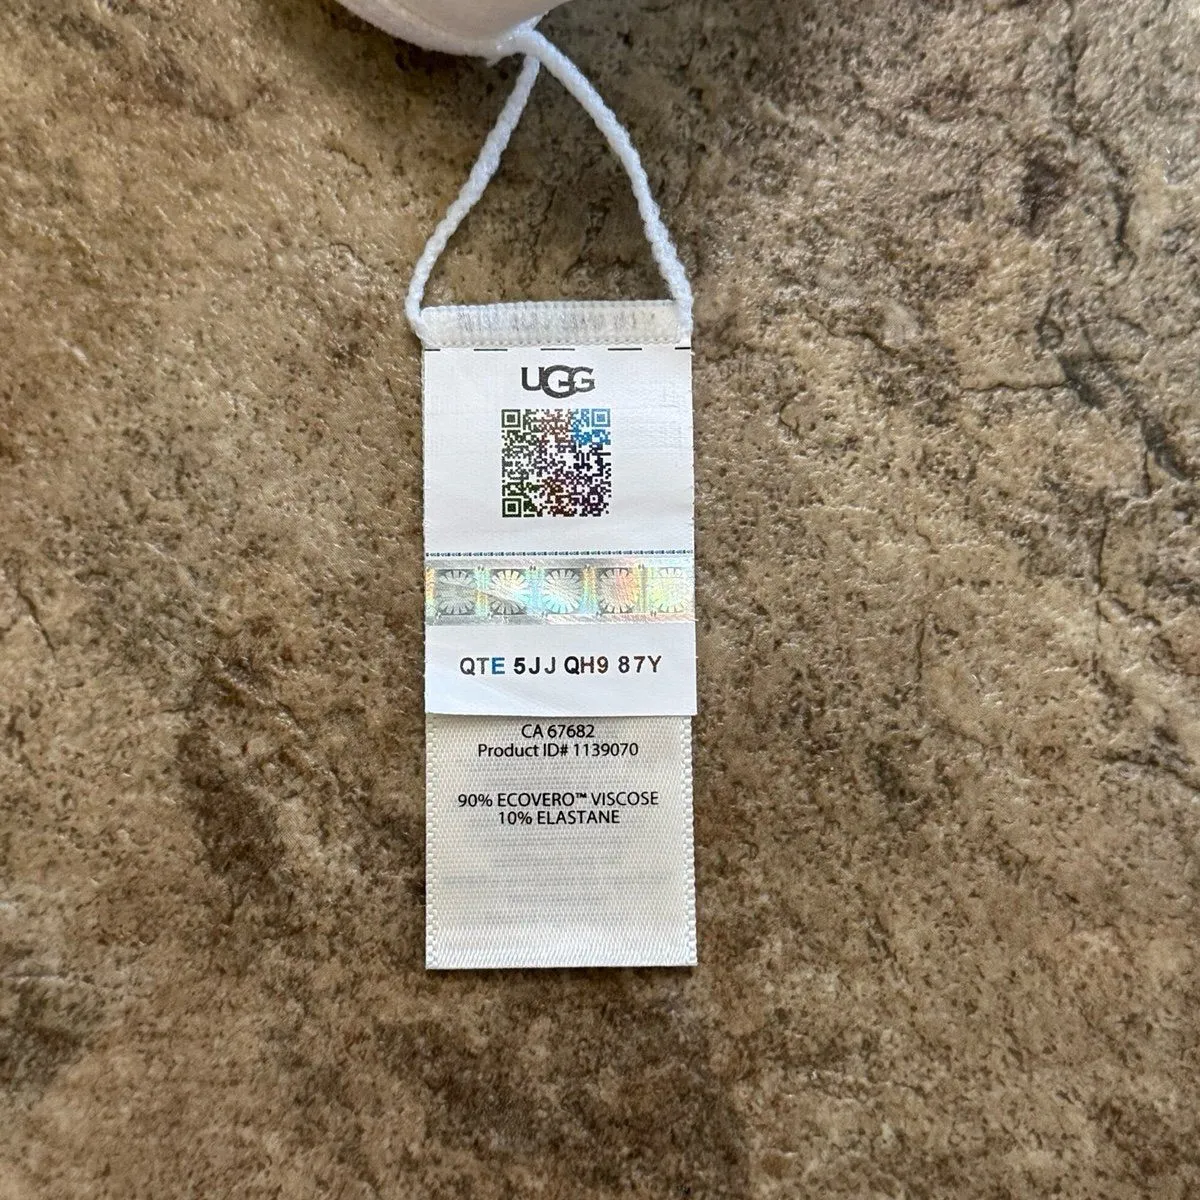 UGG
QTE 5JJ QH9 87Y
CA 67682
Product ID# 1139070
90% ECOVERO™ VISCOSE
10% ELASTANE